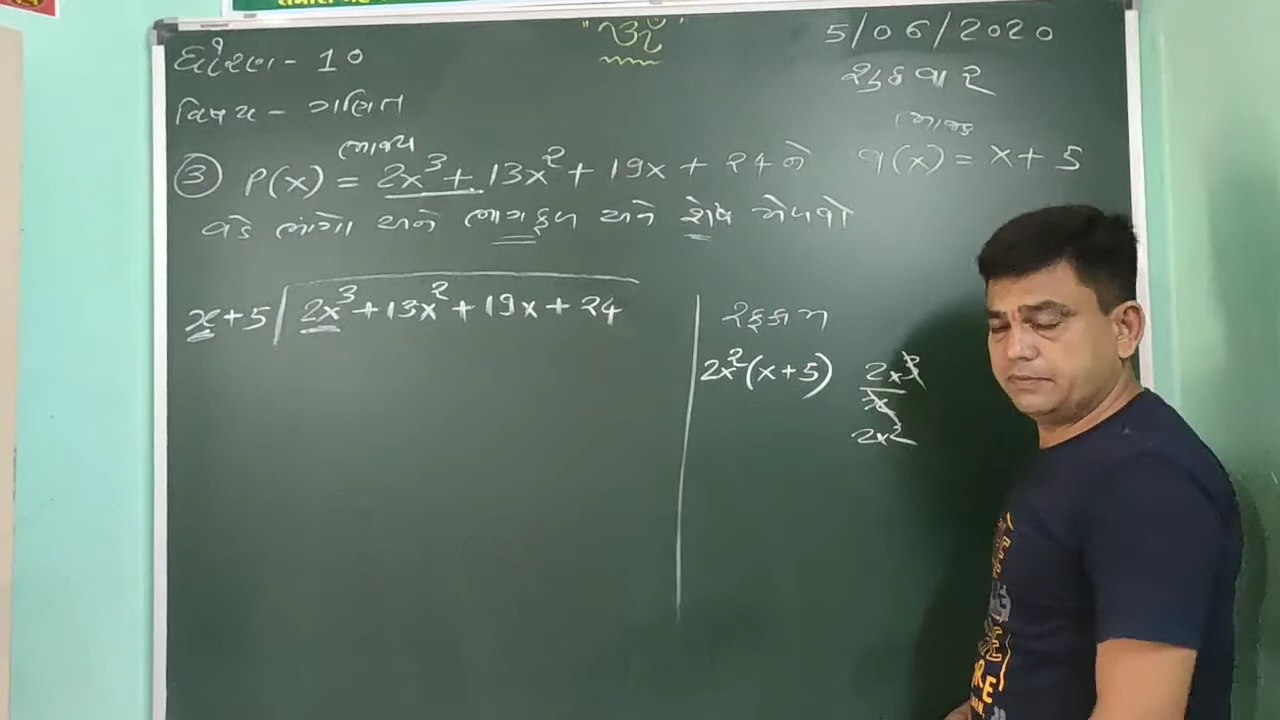 "ૐ"
5/06/2020
ધોરણ - 10
શુક્રવાર
વિષય - ગણિત
ભાજ્ય
ભાજક
③ P(x) = 2x³ + 13x² + 19x + 24 ને q(x) = x + 5
વડે ભાગો અને ભાગફળ અને શેષ મેળવો
x + 5 | 2x³ + 13x² + 19x + 24
રફકામ
2x²(x + 5)
2x³
x
2x²